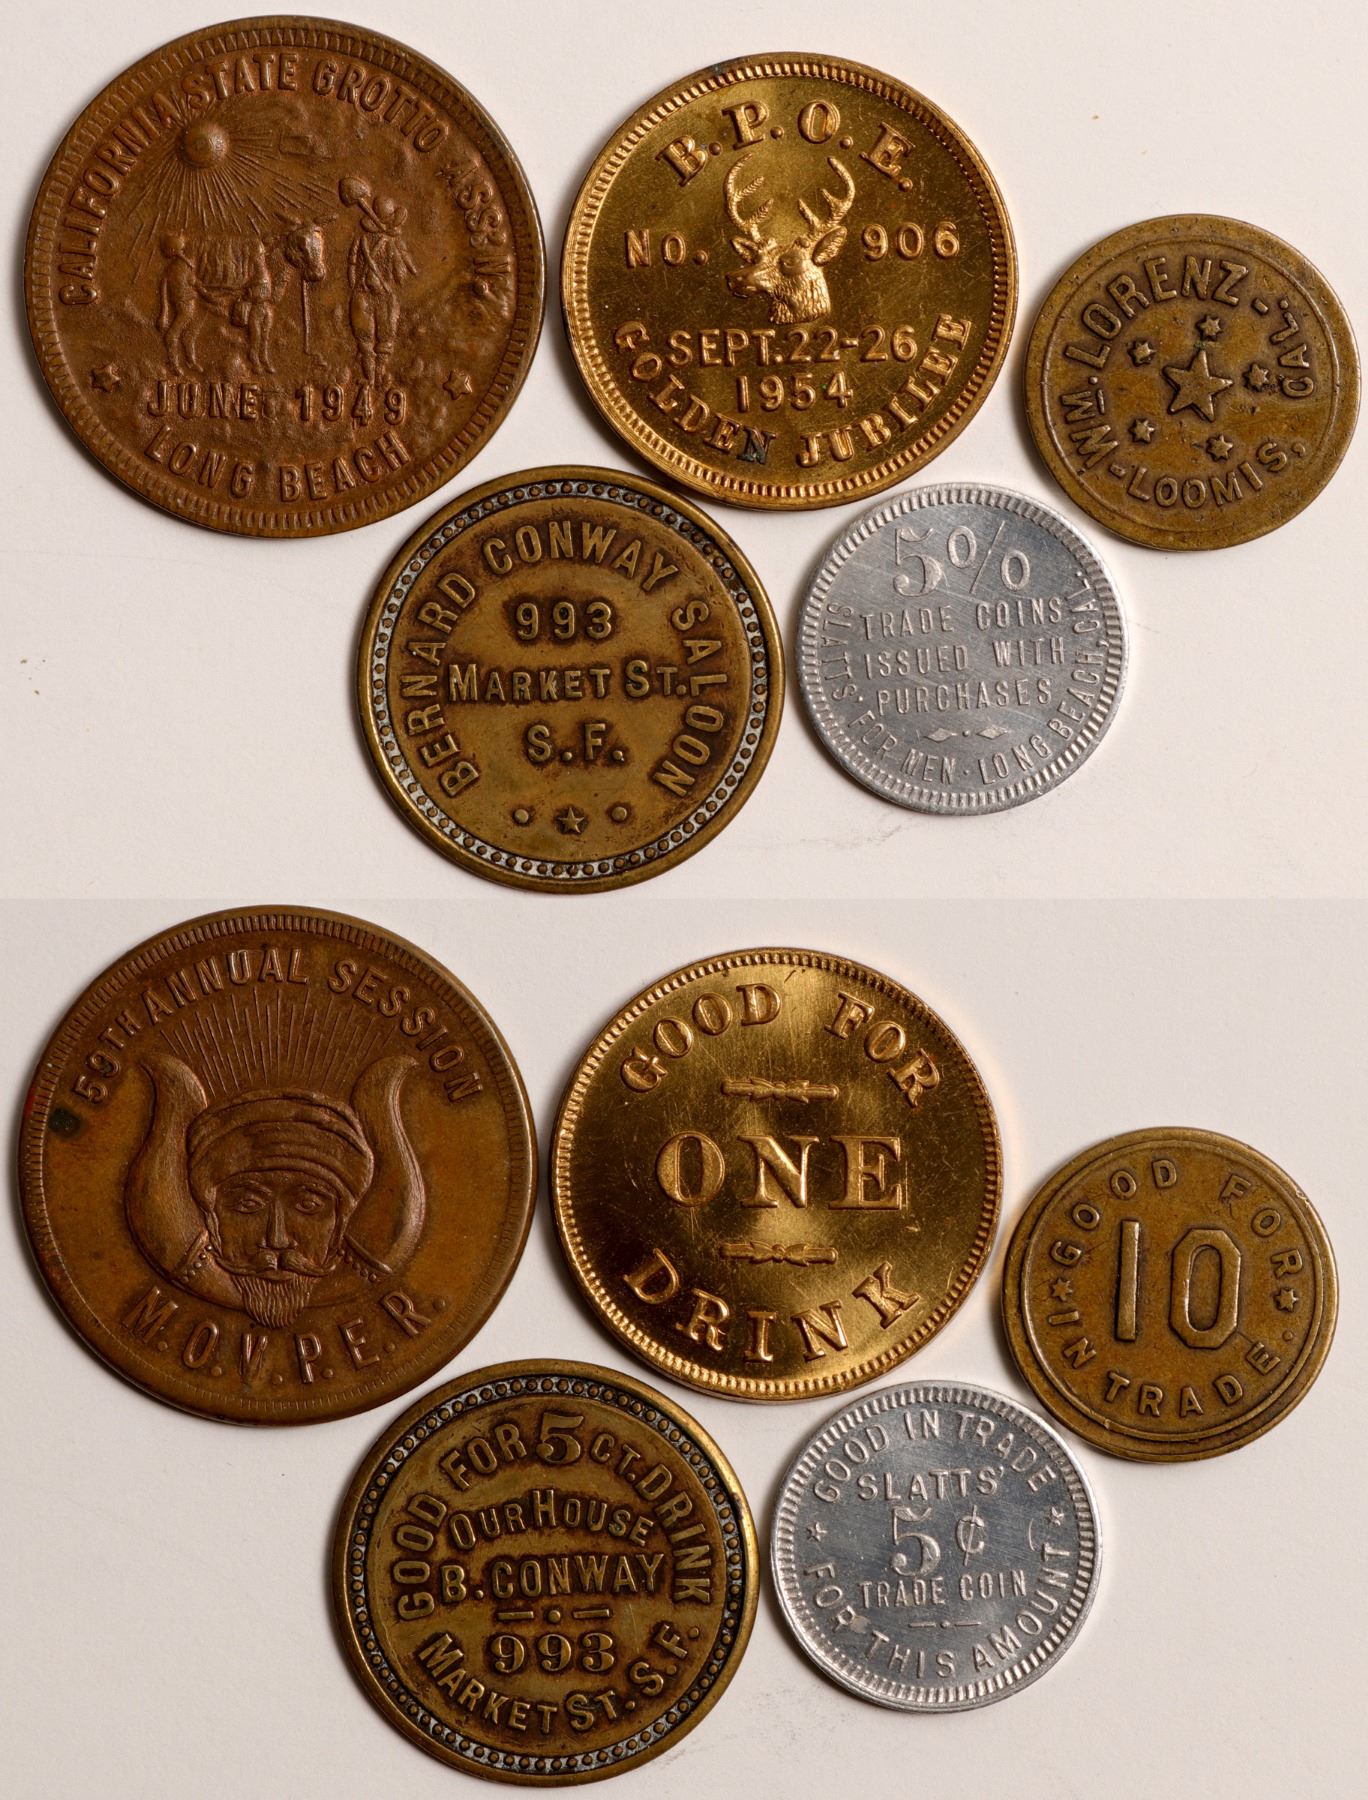 CALIFORNIA STATE GROTTO ASS'N.
JUNE 1949
LONG BEACH
B.P.O.E.
No. 906
SEPT. 22-26
1954
GOLDEN JUBILEE
WM. LORENZ -
- LOOMIS, CAL.
BERNARD CONWAY SALOON
993
MARKET ST.
S.F.
5%
TRADE COINS
ISSUED WITH
PURCHASES
SLATTS' FOR MEN · LONG BEACH, CAL.
59TH ANNUAL SESSION
M.O.V.P.E.R.
GOOD FOR
ONE
DRINK
GOOD FOR
10
IN TRADE.
GOOD FOR 5 CT. DRINK
OUR HOUSE
B. CONWAY
993
MARKET ST. S.F.
GOOD IN TRADE
SLATTS'
5¢
TRADE COIN
FOR THIS AMOUNT